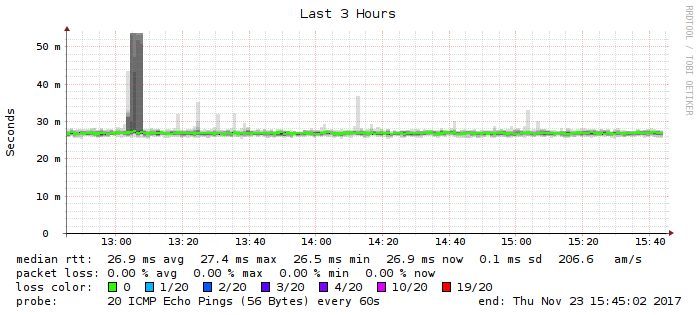 Last 3 Hours
RRDTOOL / TOBI OETIKER
Seconds
50 m
40 m
30 m
20 m
10 m
0
13:00 13:20 13:40 14:00 14:20 14:40 15:00 15:20 15:40
median rtt: 26.9 ms avg 27.4 ms max 26.5 ms min 26.9 ms now 0.1 ms sd 206.6 am/s
packet loss: 0.00 % avg 0.00 % max 0.00 % min 0.00 % now
loss color: 0 1/20 2/20 3/20 4/20 10/20 19/20
probe: 20 ICMP Echo Pings (56 Bytes) every 60s end: Thu Nov 23 15:45:02 2017